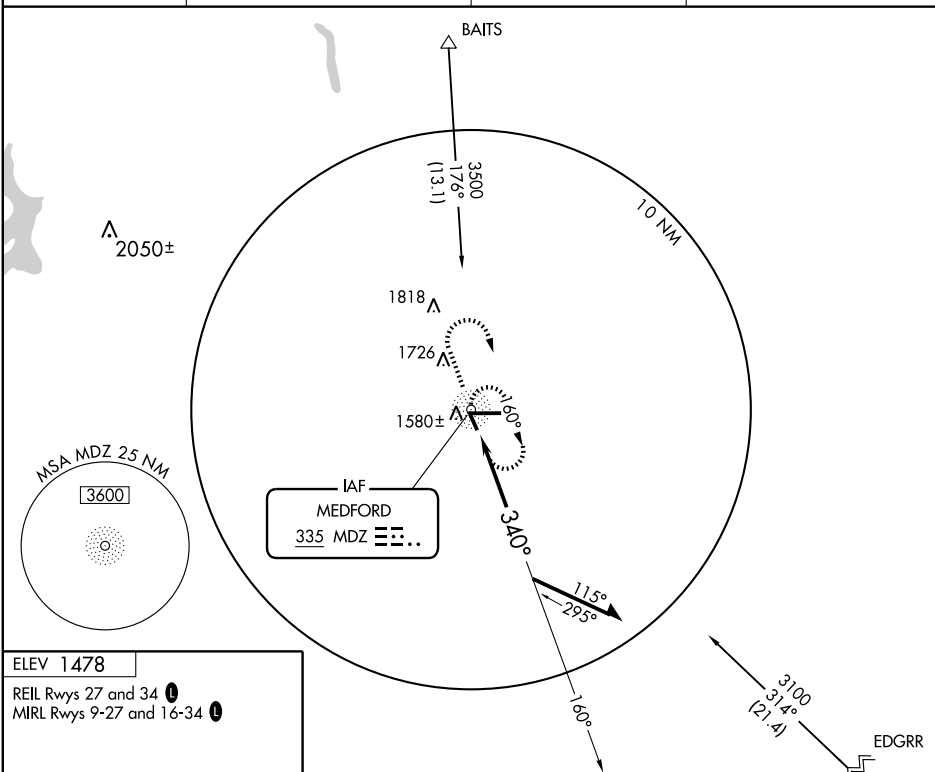 BAITS
3500
176°
(13.1)
10 NM
2050±
1818
1726
1580±
160°
MSA MDZ 25 NM
3600
IAF
MEDFORD
335 MDZ
340°
115°
295°
ELEV 1478
REIL Rwys 27 and 34 L
MIRL Rwys 9-27 and 16-34 L
160°
3100
314°
(21.4)
EDGRR